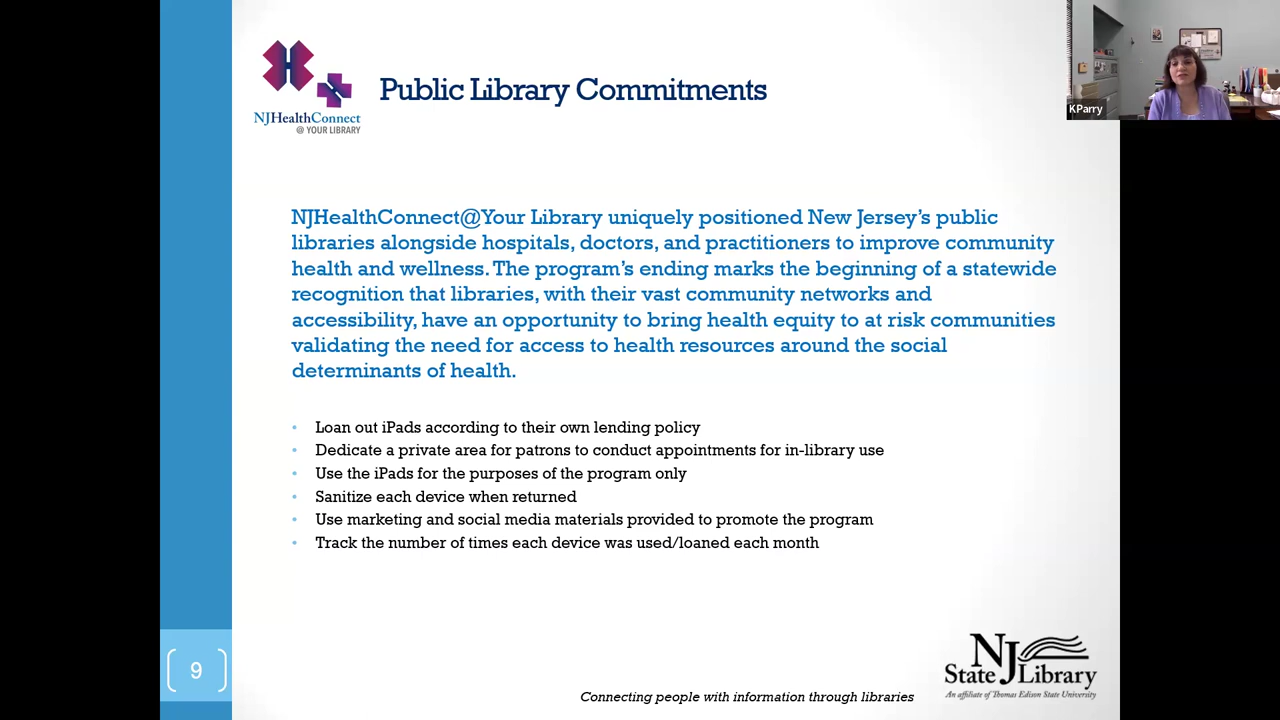 NJHealthConnect
@ YOUR LIBRARY
Public Library Commitments
KParry
NJHealthConnect@Your Library uniquely positioned New Jersey's public
libraries alongside hospitals, doctors, and practitioners to improve community
health and wellness. The program's ending marks the beginning of a statewide
recognition that libraries, with their vast community networks and
accessibility, have an opportunity to bring health equity to at risk communities
validating the need for access to health resources around the social
determinants of health.
• Loan out iPads according to their own lending policy
• Dedicate a private area for patrons to conduct appointments for in-library use
• Use the iPads for the purposes of the program only
• Sanitize each device when returned
• Use marketing and social media materials provided to promote the program
• Track the number of times each device was used/loaned each month
9
Connecting people with information through libraries
NJ
State Library
An affiliate of Thomas Edison State University